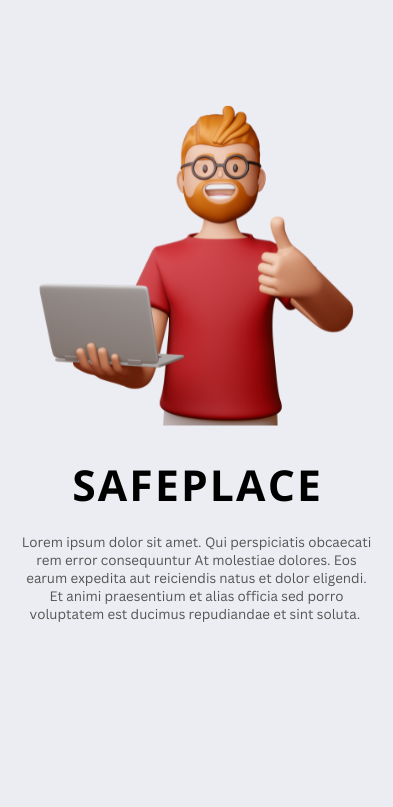 SAFEPLACE
Lorem ipsum dolor sit amet. Qui perspiciatis obcaecati
rem error consequuntur At molestiae dolores. Eos
earum expedita aut reiciendis natus et dolor eligendi.
Et animi praesentium et alias officia sed porro
voluptatem est ducimus repudiandae et sint soluta.